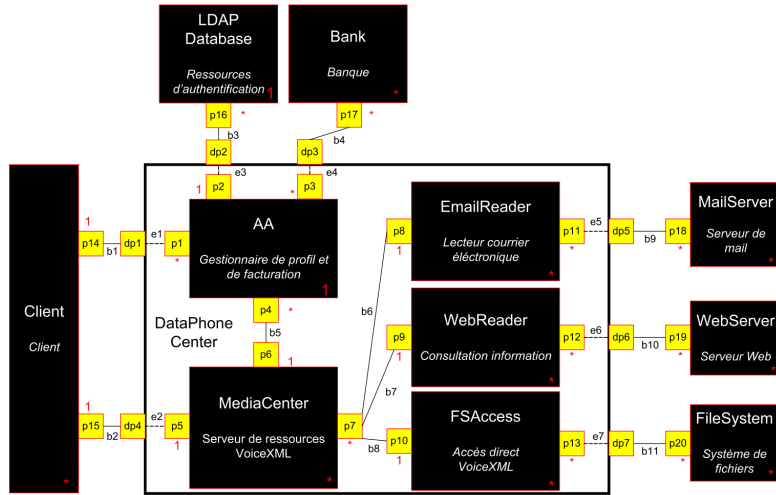 LDAP
Database
Ressources
d'authentification
1
Bank
Banque
*
p16
*
p17
*
b3
b4
dp2
dp3
e3
e4
1
p2
*
p3
AA
Gestionnaire de profil et
de facturation
1
1
p14
b1
dp1
e1
p1
*
Client
Client
*
p4
*
b5
DataPhone
Center
p6
1
MediaCenter
Serveur de ressources
VoiceXML
*
1
p15
b2
dp4
e2
p5
1
p7
*
b6
b7
b8
p8
1
EmailReader
Lecteur courrier
éléctronique
*
p11
*
e5
dp5
b9
p18
*
MailServer
Serveur de
mail
*
p9
1
WebReader
Consultation information
*
p12
*
e6
dp6
b10
p19
*
WebServer
Serveur Web
*
p10
1
FSAccess
Accès direct
VoiceXML
*
p13
*
e7
dp7
b11
p20
*
FileSystem
Système de
fichiers
*